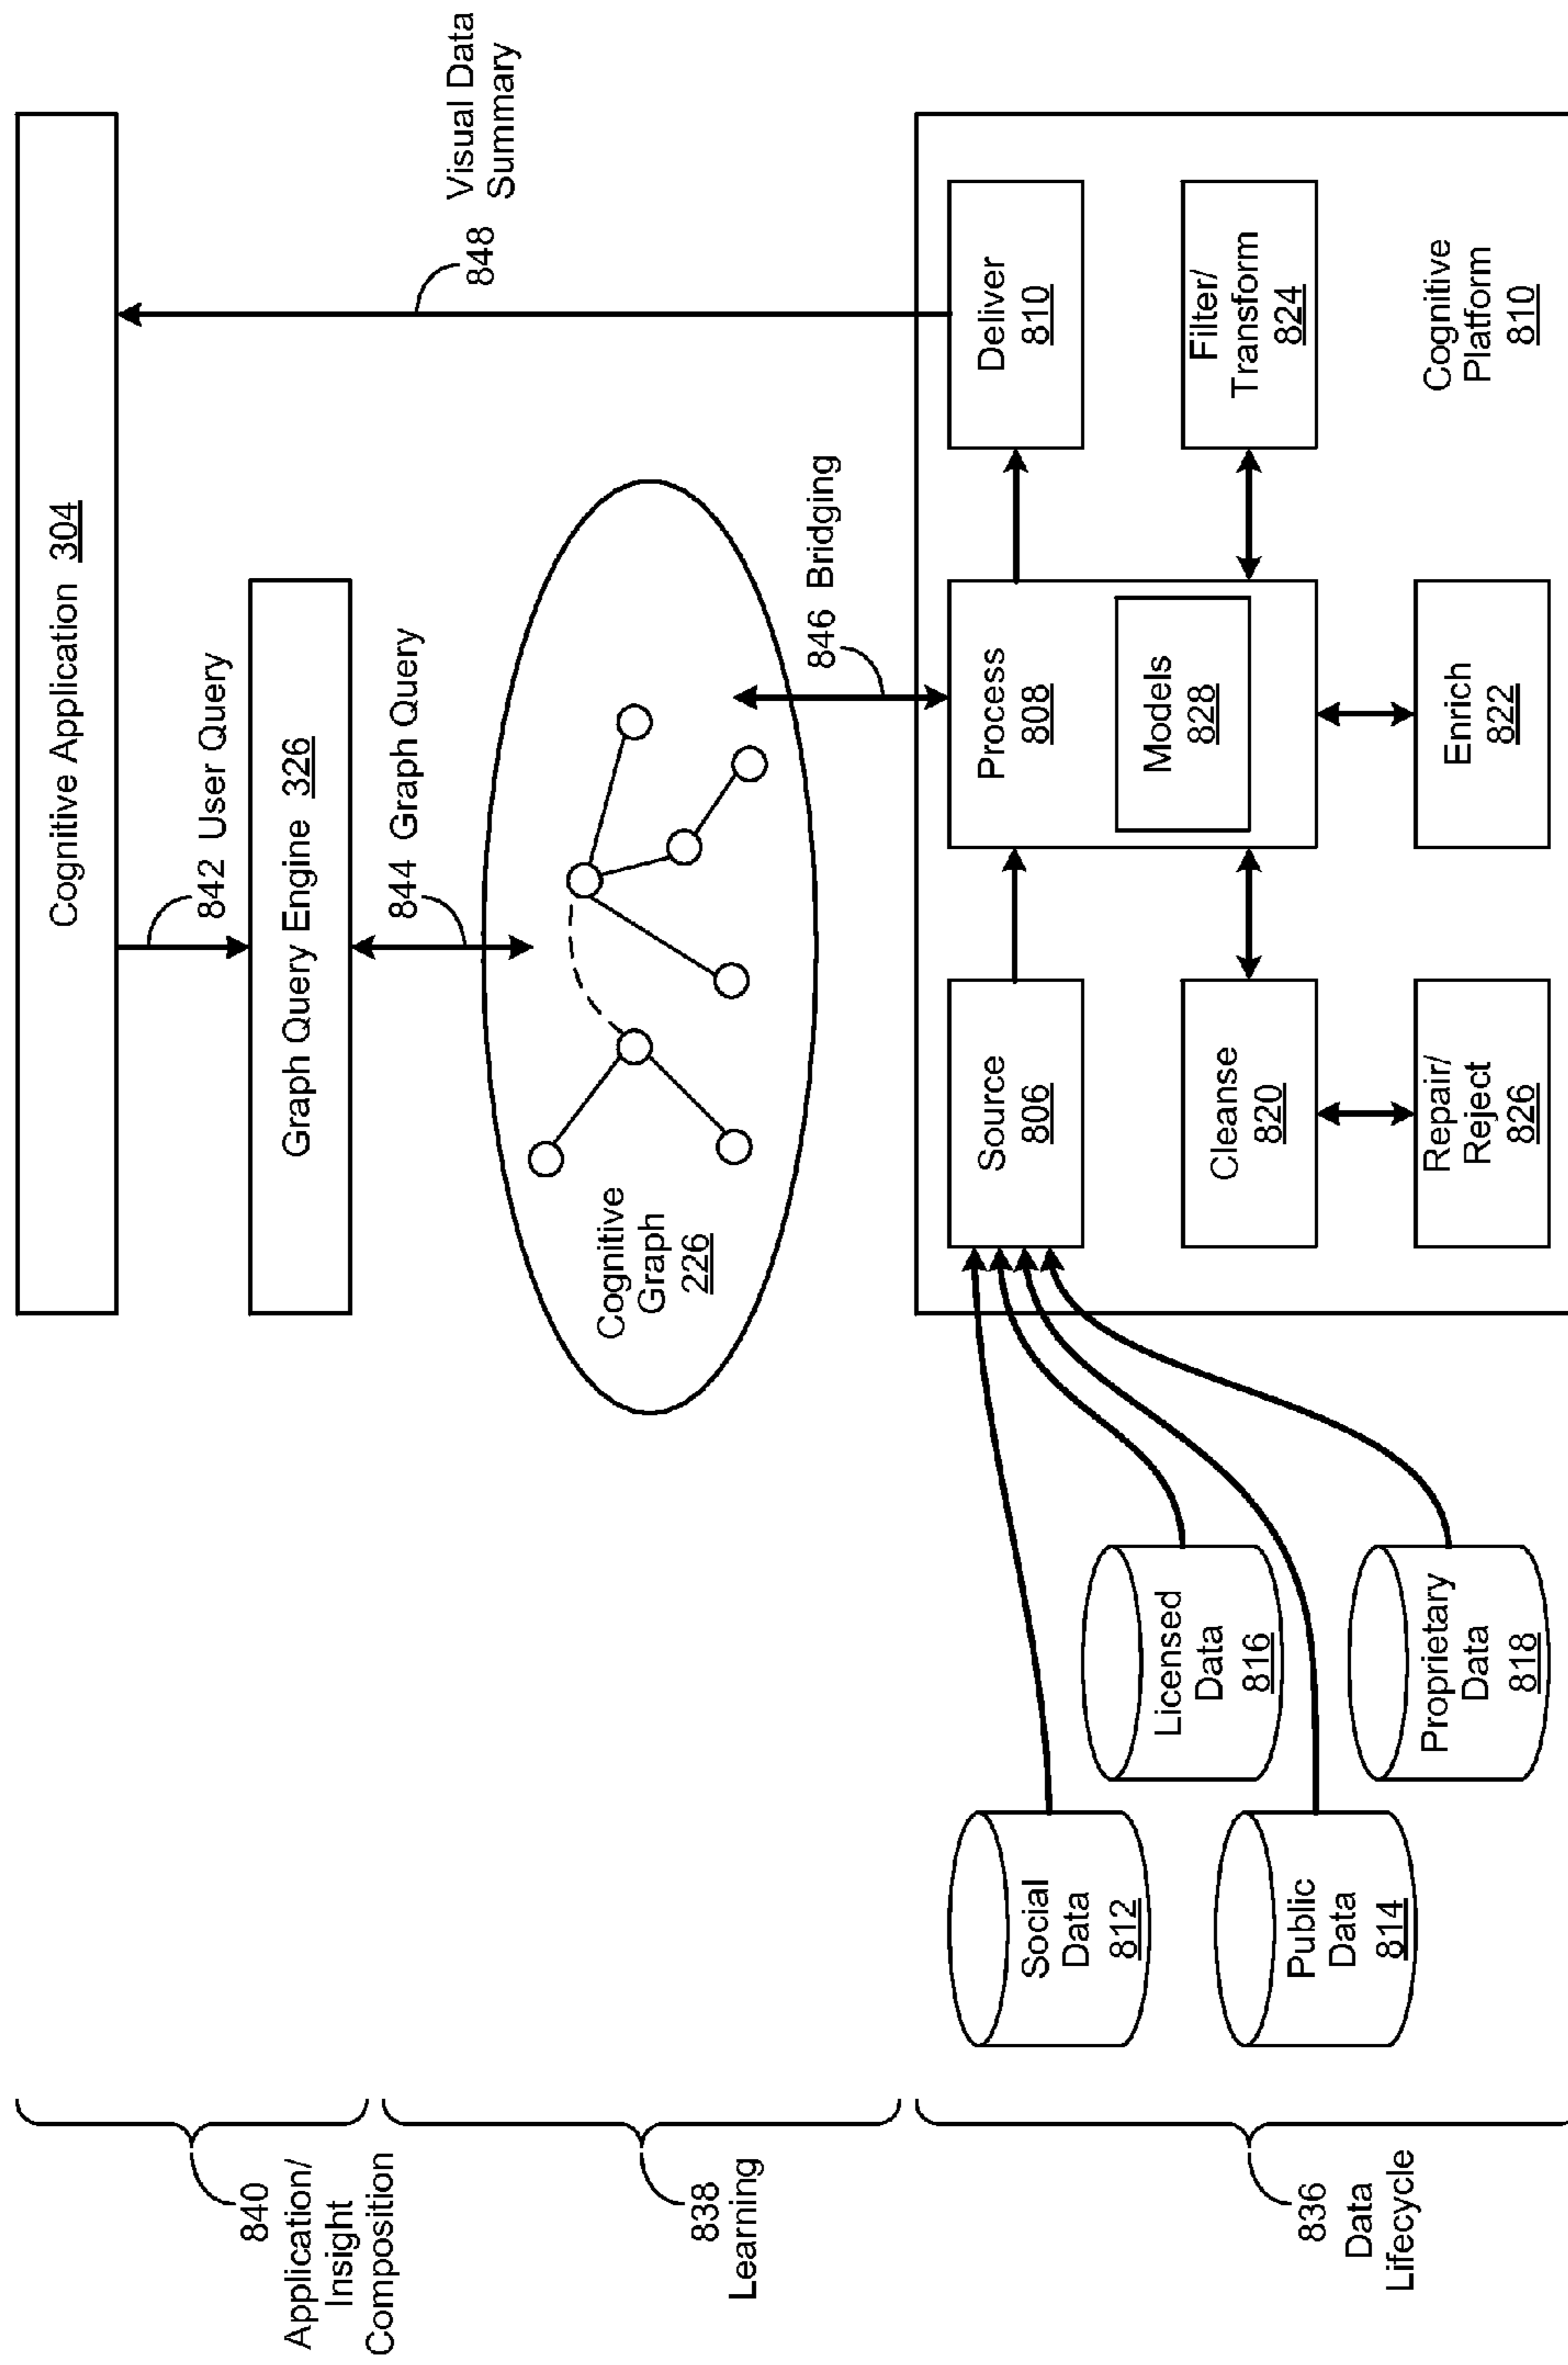 840
Application/
Insight
Composition
Cognitive Application 304
842 User Query
Graph Query Engine 326
848 Visual Data
Summary
838
Learning
844 Graph Query
Cognitive
Graph
226
846 Bridging
836
Data
Lifecycle
Social
Data
812
Licensed
Data
816
Public
Data
814
Proprietary
Data
818
Source
806
Process
808
Deliver
810
Models
828
Cleanse
820
Filter/
Transform
824
Repair/
Reject
826
Enrich
822
Cognitive
Platform
810